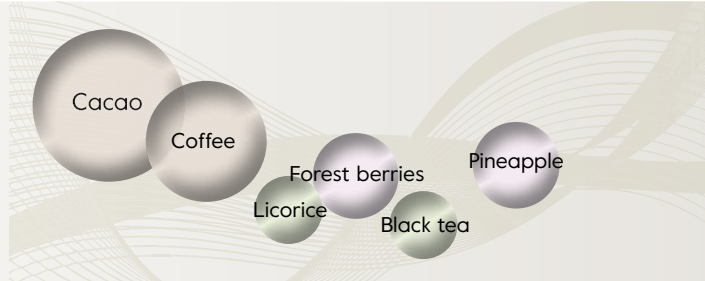 Cacao
Coffee
Forest berries
Pineapple
Licorice
Black tea